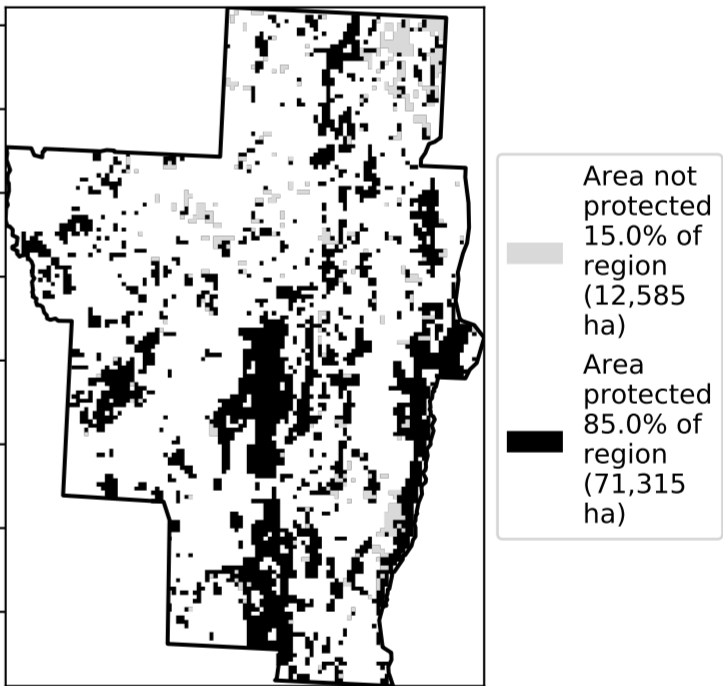 Area not
protected
15.0% of
region
(12,585
ha)
Area
protected
85.0% of
region
(71,315
ha)